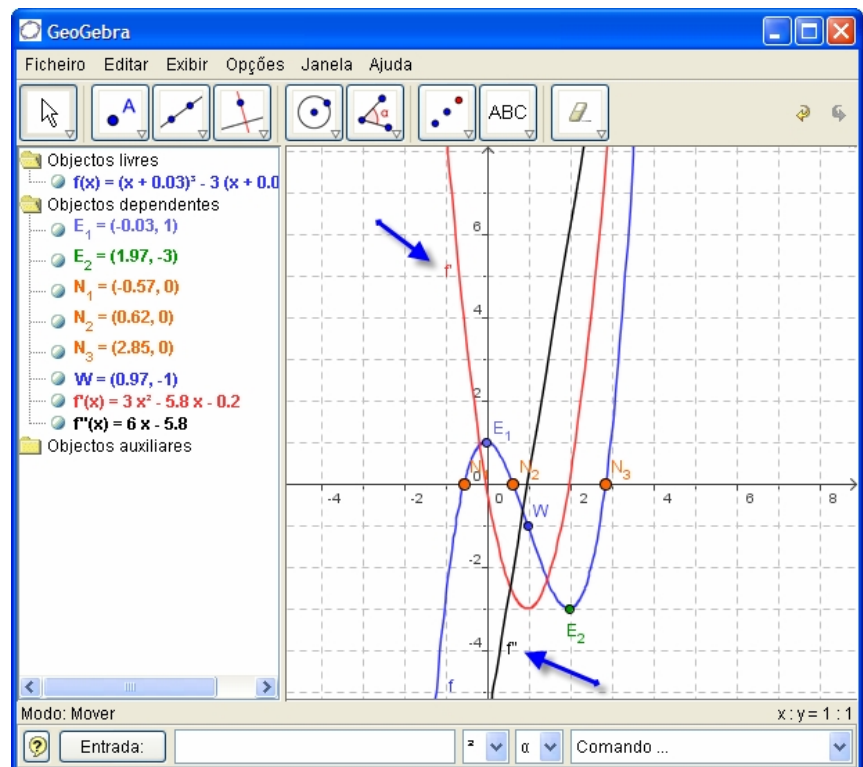 GeoGebra
Ficheiro Editar Exibir Opções Janela Ajuda
A
α
ABC
Objectos livres
f(x) = (x + 0.03)³ - 3 (x + 0.0
Objectos dependentes
E₁ = (-0.03, 1)
E₂ = (1.97, -3)
N₁ = (-0.57, 0)
N₂ = (0.62, 0)
N₃ = (2.85, 0)
W = (0.97, -1)
f'(x) = 3 x² - 5.8 x - 0.2
f''(x) = 6 x - 5.8
Objectos auxiliares
6
f'
4
2
E₁
N₁ N₂ N₃
0
-4 -2 0 2 4 6 8
W
-2
E₂
-4
f''
f
Modo: Mover
x : y = 1 : 1
? Entrada: ² α Comando ...